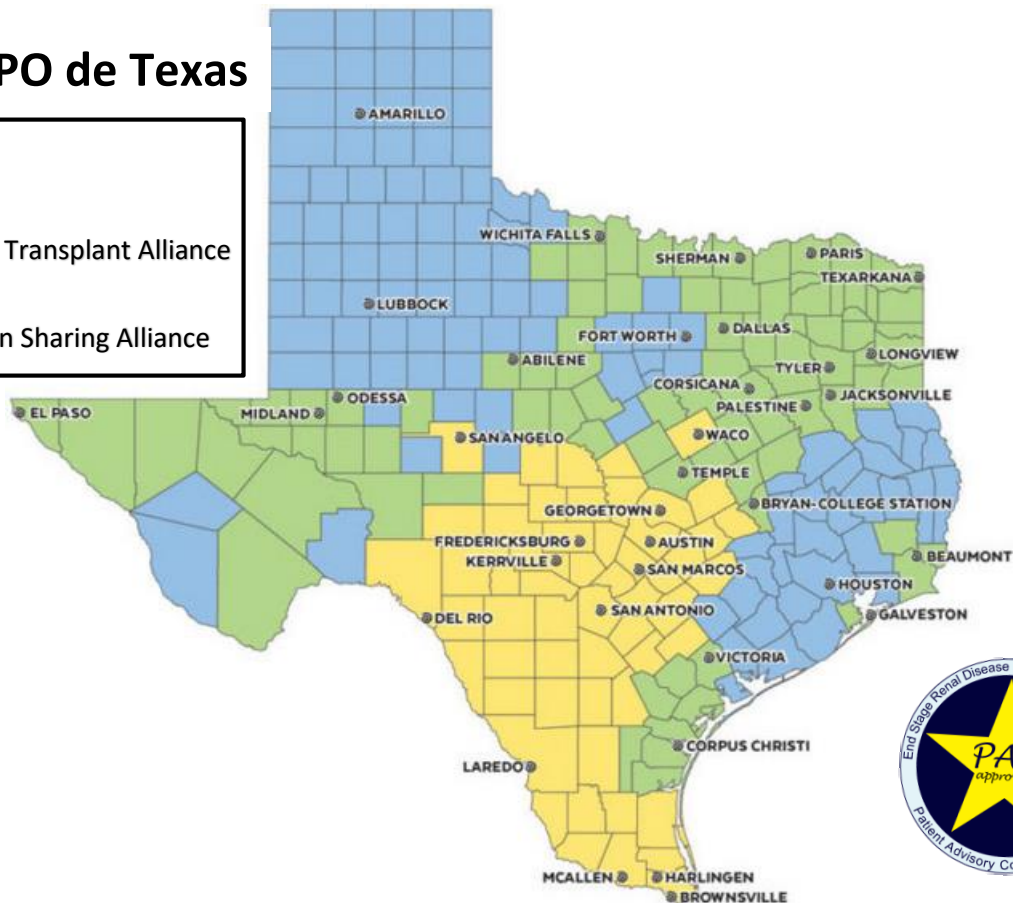 PO de Texas
Transplant Alliance
n Sharing Alliance
AMARILLO
WICHITA FALLS
SHERMAN
PARIS
TEXARKANA
LUBBOCK
FORT WORTH
DALLAS
ABILENE
TYLER
LONGVIEW
CORSICANA
EL PASO
MIDLAND
ODESSA
PALESTINE
JACKSONVILLE
SAN ANGELO
WACO
TEMPLE
GEORGETOWN
BRYAN-COLLEGE STATION
FREDERICKSBURG
AUSTIN
BEAUMONT
KERRVILLE
SAN MARCOS
HOUSTON
DEL RIO
SAN ANTONIO
GALVESTON
VICTORIA
End Stage Renal Disease
PA
appro
Patient Advisory Co
CORPUS CHRISTI
LAREDO
MCALLEN
HARLINGEN
BROWNSVILLE